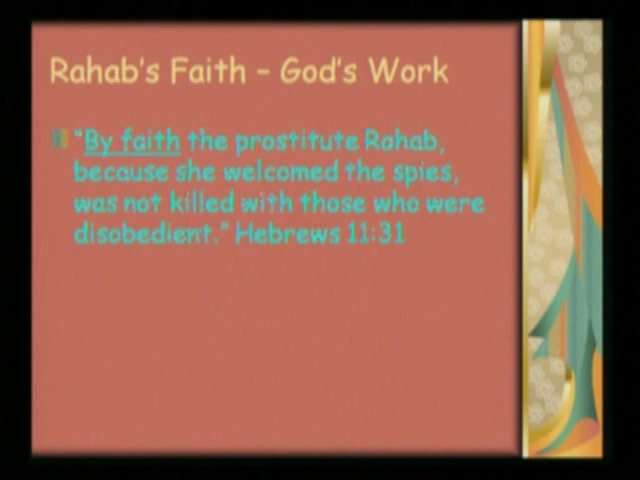 Rahab's Faith – God's Work
"By faith the prostitute Rahab,
because she welcomed the spies,
was not killed with those who were
disobedient." Hebrews 11:31